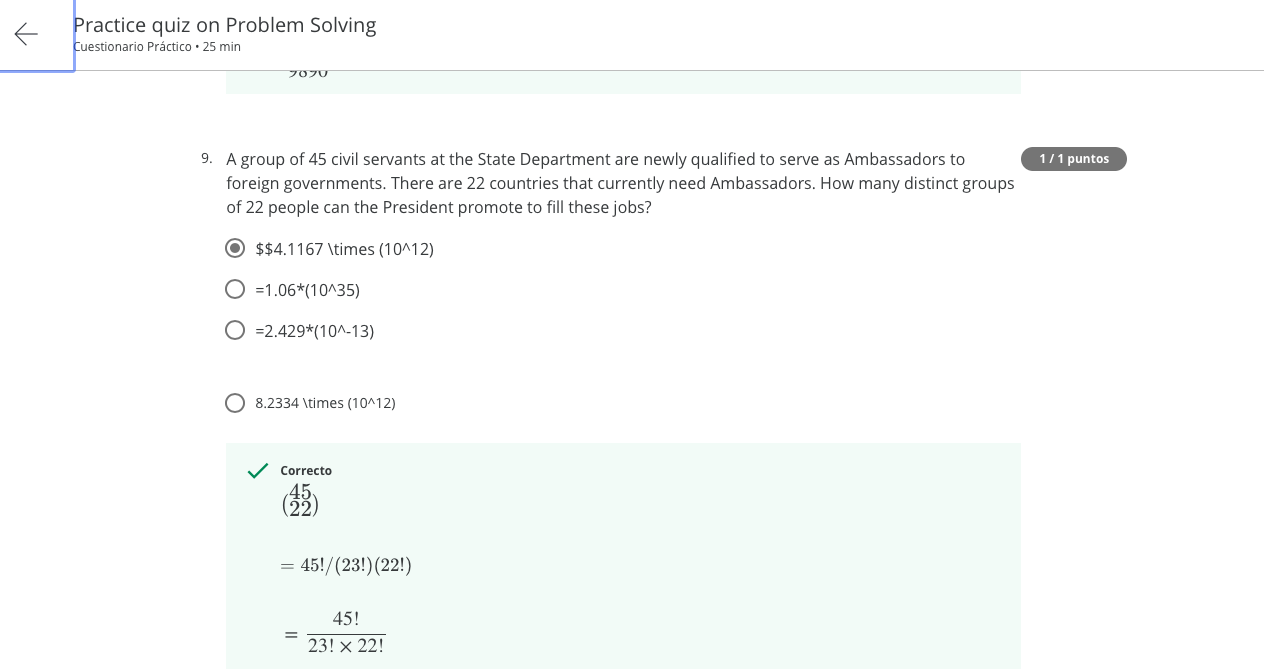 Practice quiz on Problem Solving
Cuestionario Práctico • 25 min
9890
9. A group of 45 civil servants at the State Department are newly qualified to serve as Ambassadors to
foreign governments. There are 22 countries that currently need Ambassadors. How many distinct groups
of 22 people can the President promote to fill these jobs?
1 / 1 puntos
$$4.1167 \times (10^12)
=1.06*(10^35)
=2.429*(10^-13)
8.2334 \times (10^12)
Correcto
(45
22)
= 45!/(23!)(22!)
= 45!
23! × 22!